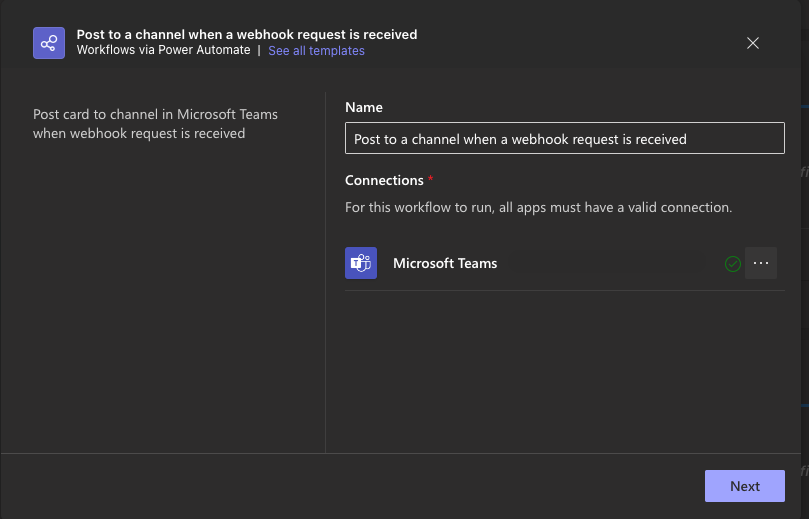 Post to a channel when a webhook request is received
Workflows via Power Automate | See all templates
Post card to channel in Microsoft Teams
when webhook request is received
Name
Post to a channel when a webhook request is received
Connections *
For this workflow to run, all apps must have a valid connection.
Microsoft Teams
Next